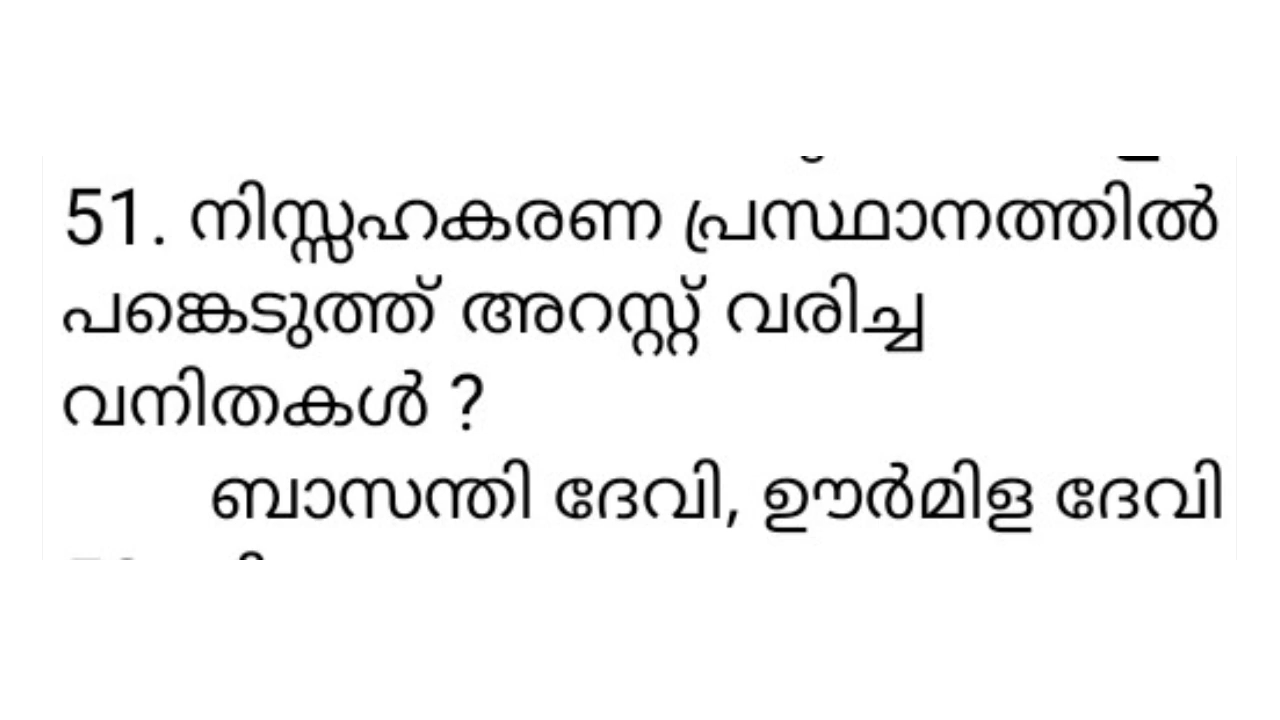 51. നിസ്സഹകരണ പ്രസ്ഥാനത്തിൽ
പങ്കെടുത്ത് അറസ്റ്റ് വരിച്ച
വനിതകൾ ?
ബാസന്തി ദേവി, ഊർമിള ദേവി